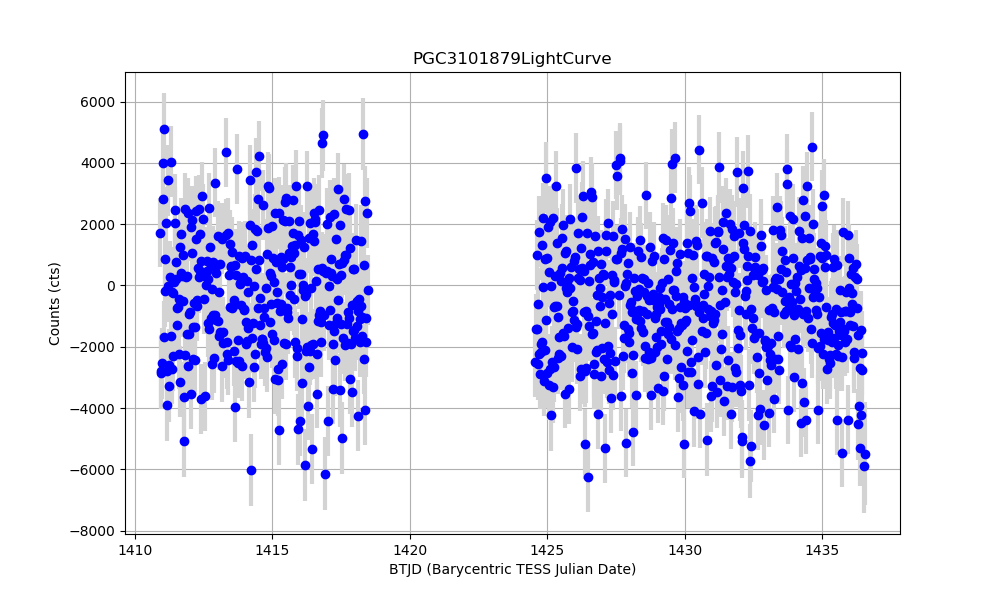 PGC3101879LightCurve
6000
4000
2000
0
−2000
−4000
−6000
−8000
Counts (cts)
1410 1415 1420 1425 1430 1435
BTJD (Barycentric TESS Julian Date)